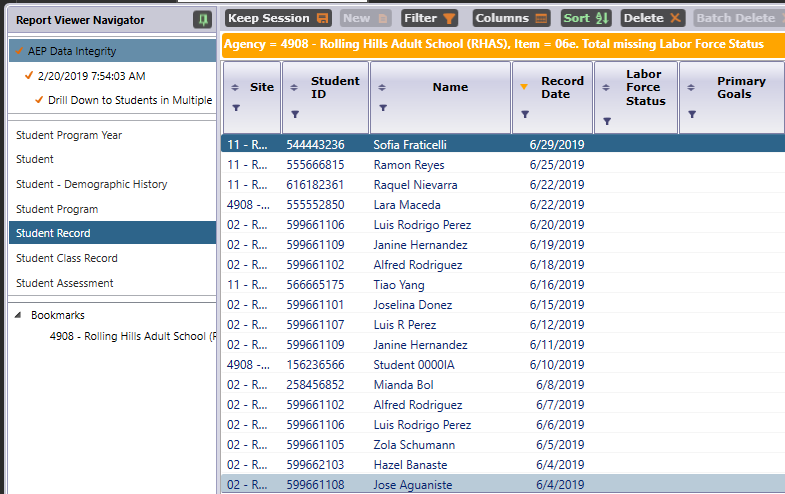 Report Viewer Navigator
AEP Data Integrity
2/20/2019 7:54:03 AM
Drill Down to Students in Multiple
Student Program Year
Student
Student - Demographic History
Student Program
Student Record
Student Class Record
Student Assessment
Bookmarks
4908 - Rolling Hills Adult School (R
Keep Session New Filter Columns Sort Delete Batch Delete
Agency = 4908 - Rolling Hills Adult School (RHAS), Item = 06e. Total missing Labor Force Status
Site Student ID Name Record Date Labor Force Status Primary Goals
11 - R... 544443236 Sofia Fraticelli 6/29/2019
11 - R... 555666815 Ramon Reyes 6/25/2019
11 - R... 616182361 Raquel Nievarra 6/22/2019
4908 -... 555552850 Lara Maceda 6/22/2019
02 - R... 599661106 Luis Rodrigo Perez 6/20/2019
02 - R... 599661109 Janine Hernandez 6/19/2019
02 - R... 599661102 Alfred Rodriguez 6/18/2019
11 - R... 566665175 Tiao Yang 6/16/2019
02 - R... 599661101 Joselina Donez 6/15/2019
02 - R... 599661107 Luis R Perez 6/12/2019
02 - R... 599661109 Janine Hernandez 6/11/2019
4908 -... 156236566 Student 0000IA 6/10/2019
02 - R... 258456852 Mianda Bol 6/8/2019
02 - R... 599661102 Alfred Rodriguez 6/7/2019
02 - R... 599661106 Luis Rodrigo Perez 6/6/2019
02 - R... 599661105 Zola Schumann 6/5/2019
02 - R... 599662103 Hazel Banaste 6/4/2019
02 - R... 599661108 Jose Aguaniste 6/4/2019